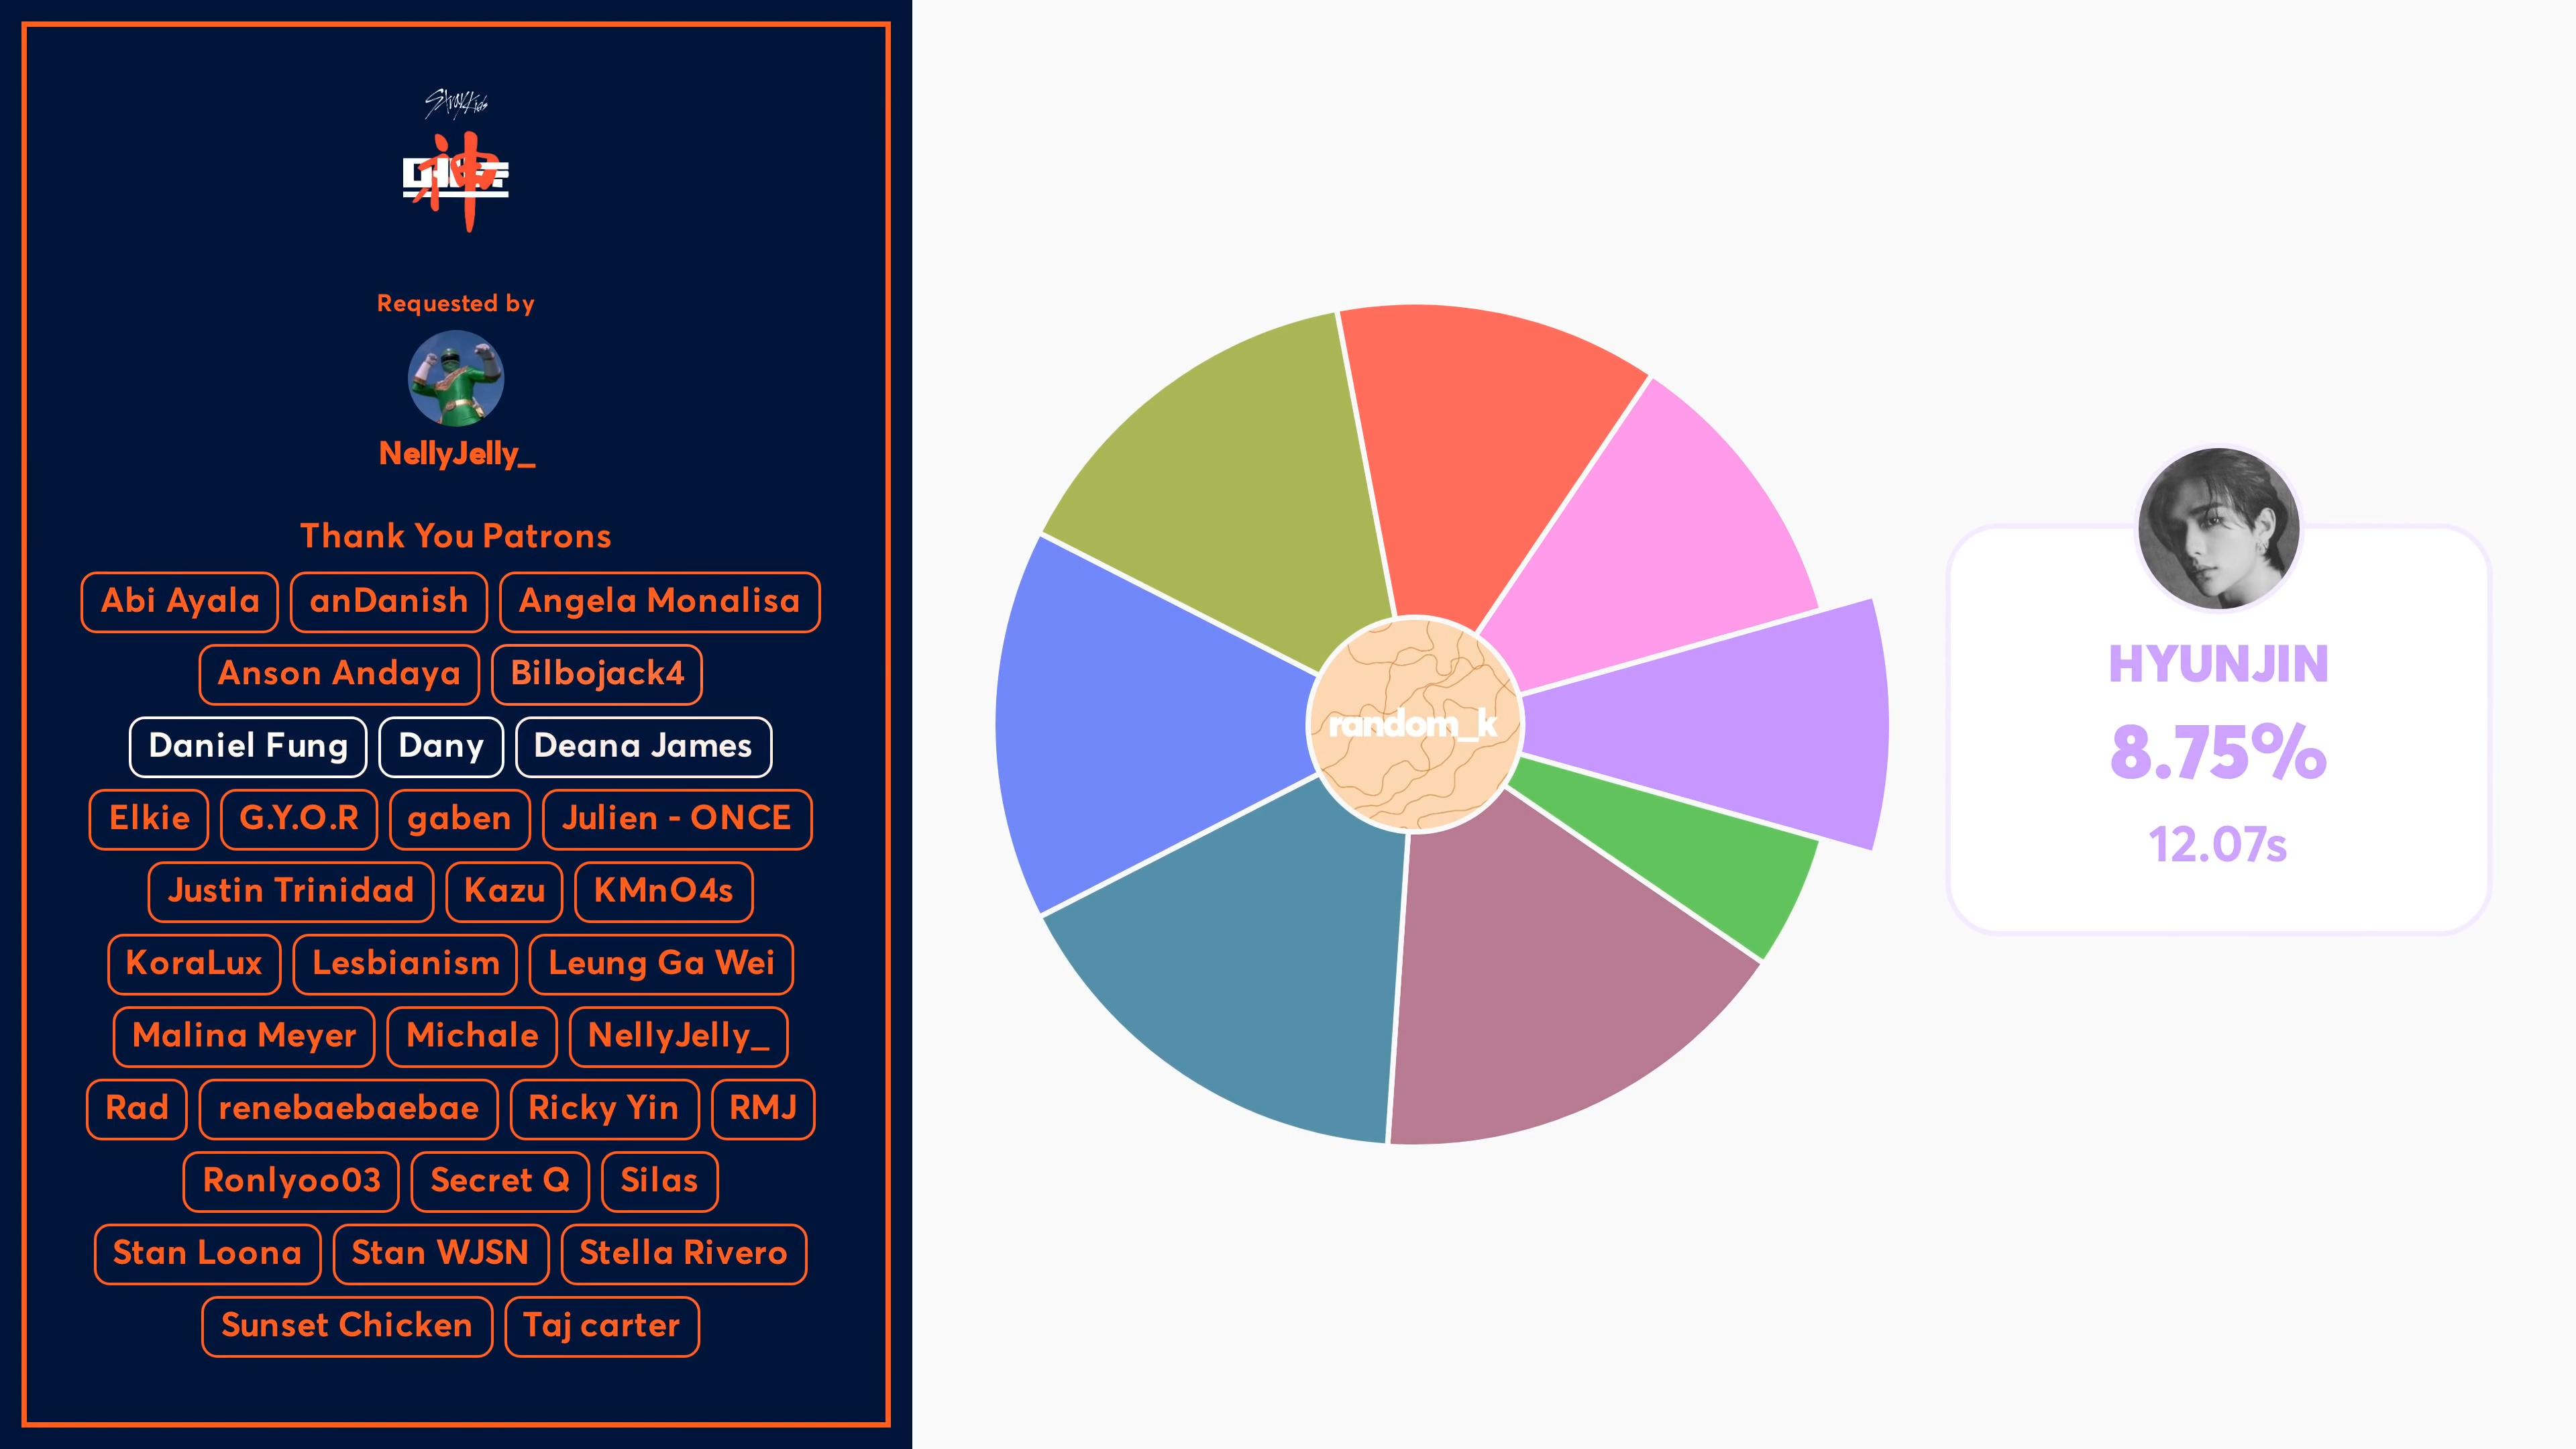 Stray Kids
神
Requested by
NellyJelly_
Thank You Patrons
Abi Ayala anDanish Angela Monalisa
Anson Andaya Bilbojack4
Daniel Fung Dany Deana James
Elkie G.Y.O.R gaben Julien - ONCE
Justin Trinidad Kazu KMnO4s
KoraLux Lesbianism Leung Ga Wei
Malina Meyer Michale NellyJelly_
Rad renebaebaebae Ricky Yin RMJ
Ronlyoo03 Secret Q Silas
Stan Loona Stan WJSN Stella Rivero
Sunset Chicken Taj carter
random_k
HYUNJIN
8.75%
12.07s